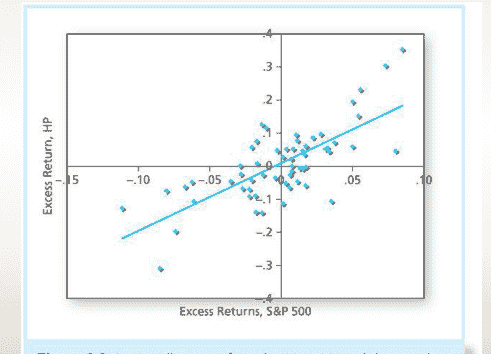 .4
.3
.2
.1
-.15 -.10 -.05 .0 .0 .05 .10
-.1
-.2
-.3
-.4
Excess Return, HP
Excess Returns, S&P 500